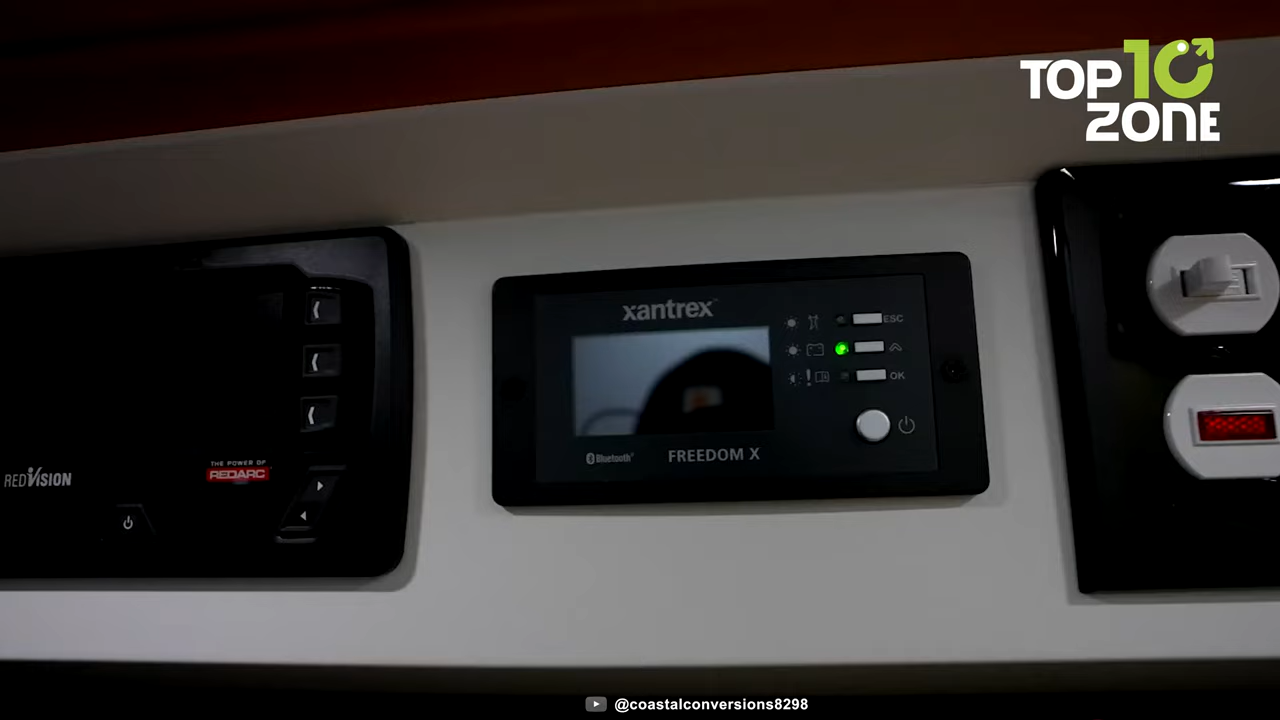 TOP 10
ZONE
xantrex
ESC
OK
Bluetooth
FREEDOM X
REDVISION
THE POWER OF
REDARC
@coastalconversions8298